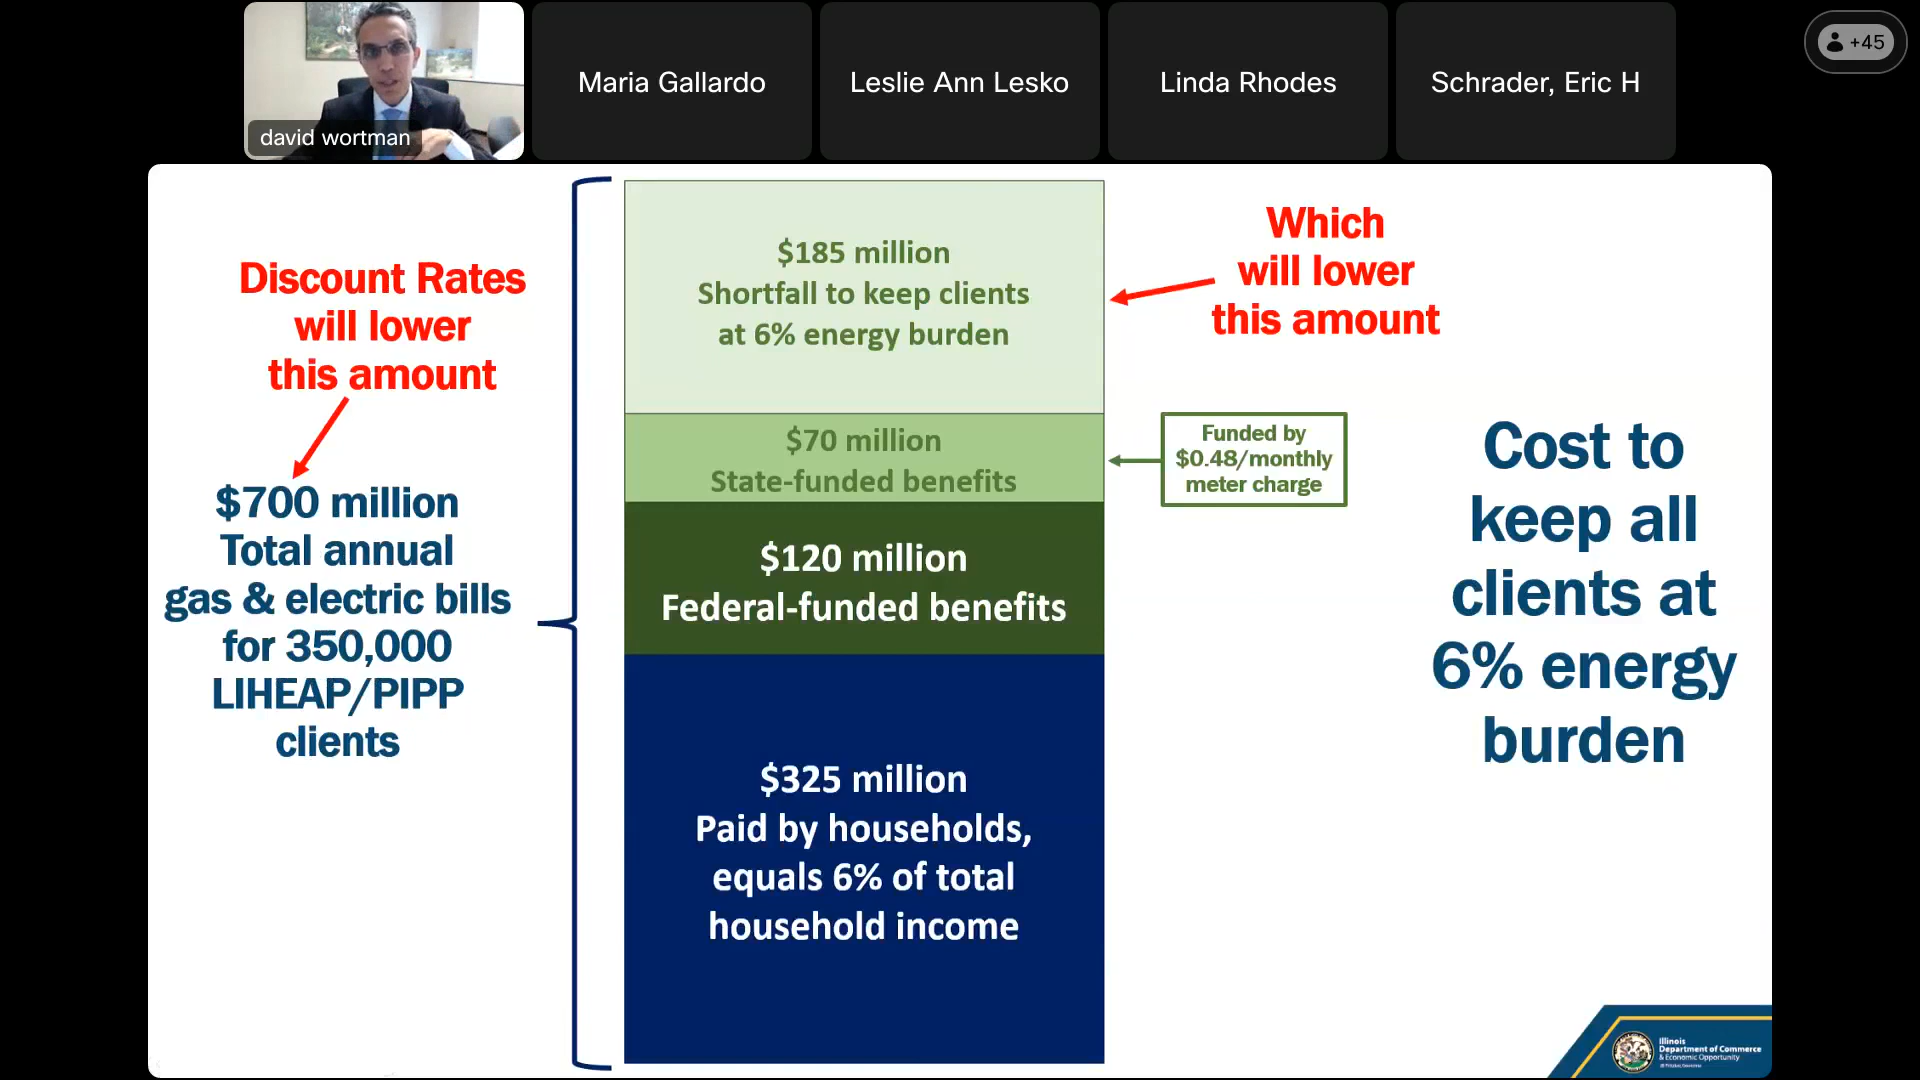 david wortman
Maria Gallardo
Leslie Ann Lesko
Linda Rhodes
Schrader, Eric H
+45
Discount Rates
will lower
this amount
$700 million
Total annual
gas & electric bills
for 350,000
LIHEAP/PIPP
clients
$185 million
Shortfall to keep clients
at 6% energy burden
$70 million
State-funded benefits
$120 million
Federal-funded benefits
$325 million
Paid by households,
equals 6% of total
household income
Which
will lower
this amount
Funded by
$0.48/monthly
meter charge
Cost to
keep all
clients at
6% energy
burden
Illinois
Department of Commerce
& Economic Opportunity